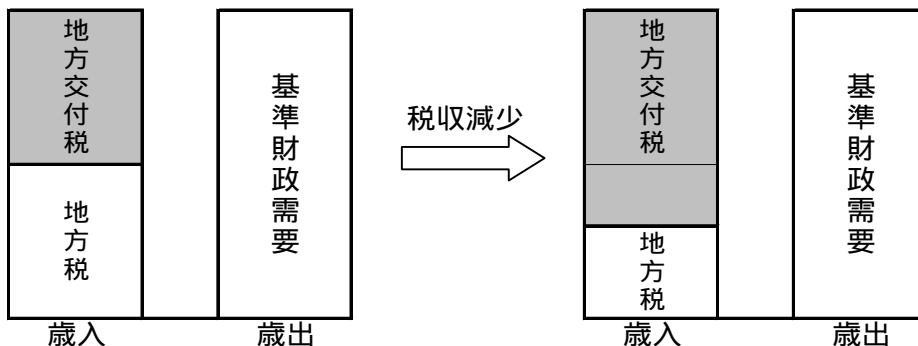 地方交付税
地方税
基準財政需要
歳入
歳出
税収減少
地方交付税
地方税
基準財政需要
歳入
歳出